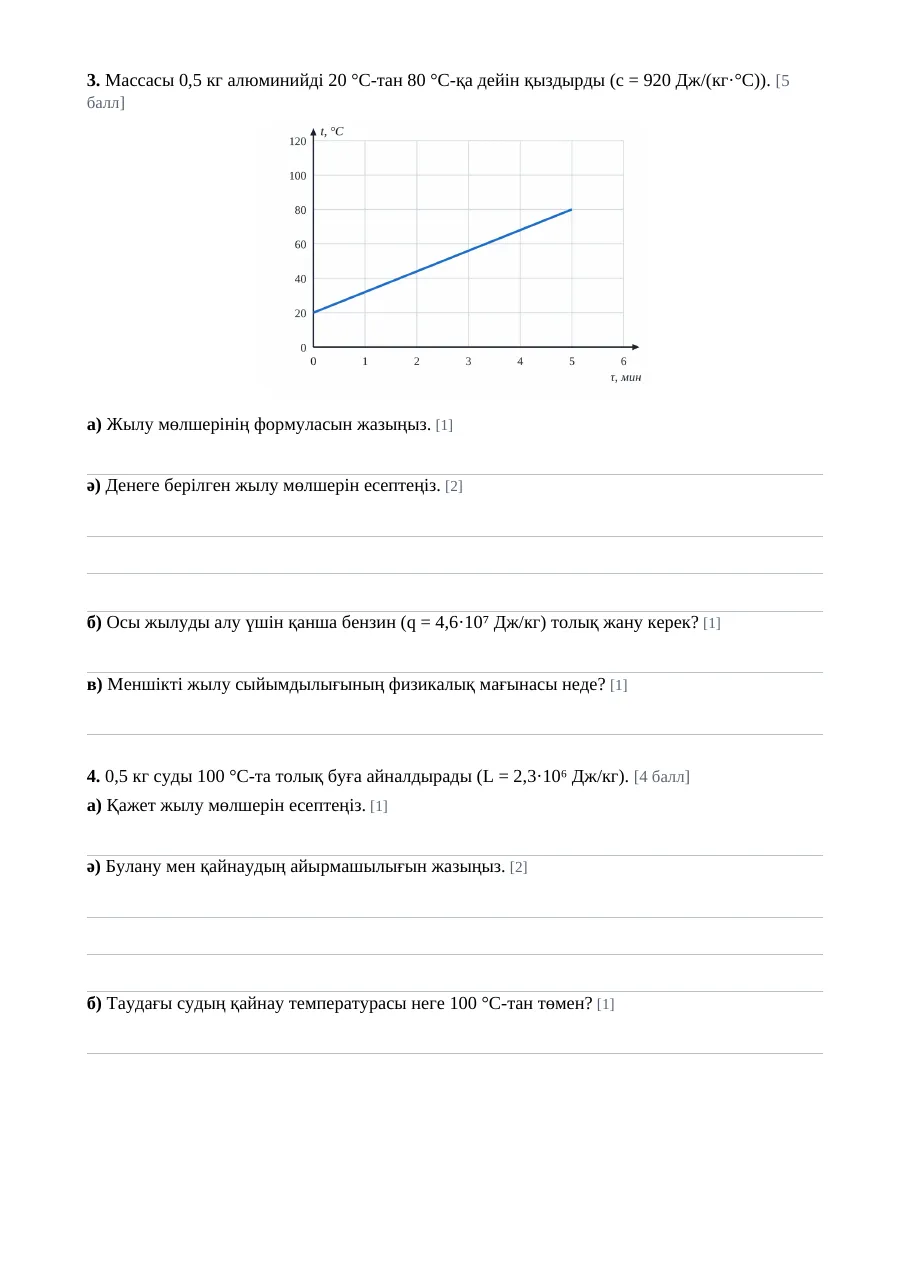 3. Массасы 0,5 кг алюминийді 20 °C-тан 80 °C-қа дейін қыздырды (c = 920 Дж/(кг·°C)). [5
балл]
t, °C
120
100
80
60
40
20
0
0 1 2 3 4 5 6
τ, мин
а) Жылу мөлшерінің формуласын жазыңыз. [1]
ә) Денеге берілген жылу мөлшерін есептеңіз. [2]
б) Осы жылуды алу үшін қанша бензин (q = 4,6·10⁷ Дж/кг) толық жану керек? [1]
в) Меншікті жылу сыйымдылығының физикалық мағынасы неде? [1]
4. 0,5 кг суды 100 °C-та толық буға айналдырады (L = 2,3·10⁶ Дж/кг). [4 балл]
а) Қажет жылу мөлшерін есептеңіз. [1]
ә) Булану мен қайнаудың айырмашылығын жазыңыз. [2]
б) Таудағы судың қайнау температурасы неге 100 °C-тан төмен? [1]